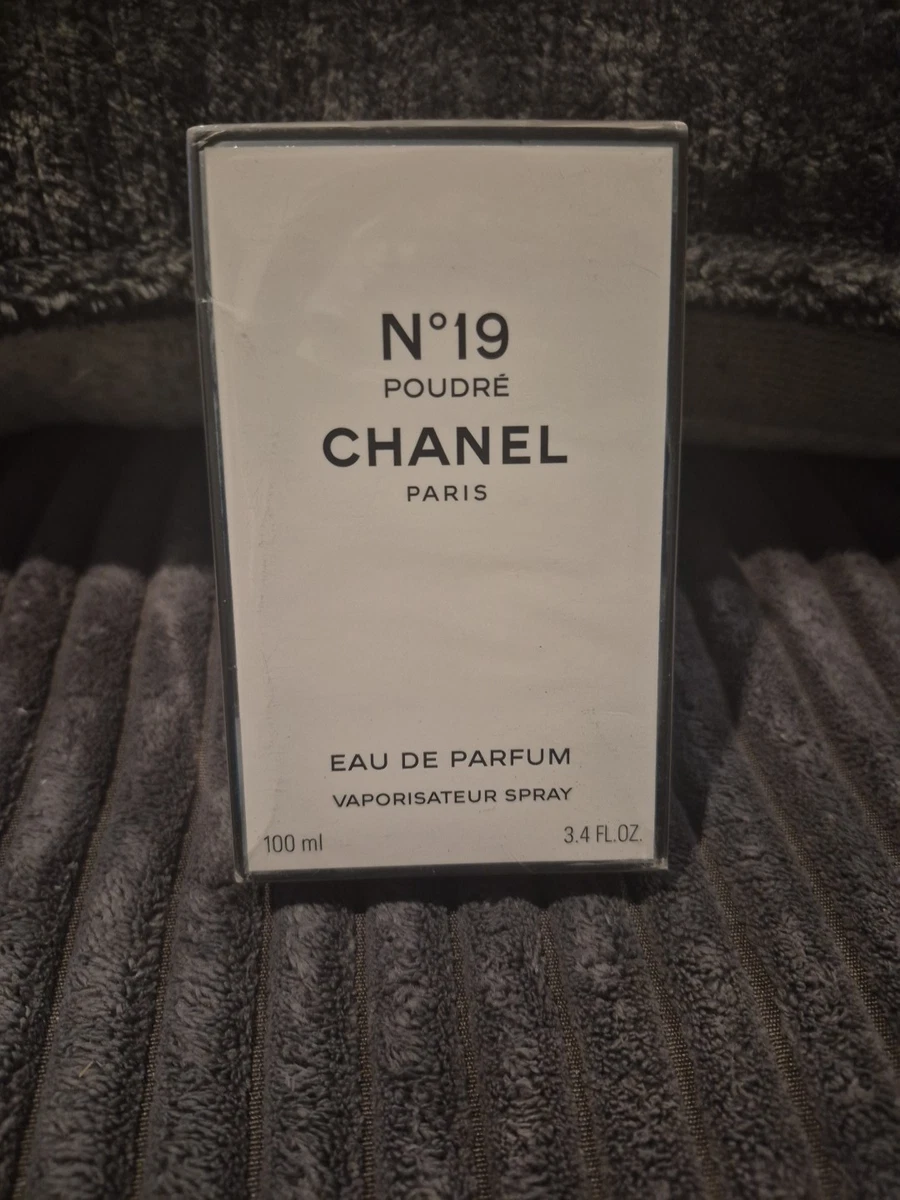 N°19
POUDRÉ
CHANEL
PARIS
EAU DE PARFUM
VAPORISATEUR SPRAY
100 ml
3.4 FL.OZ.